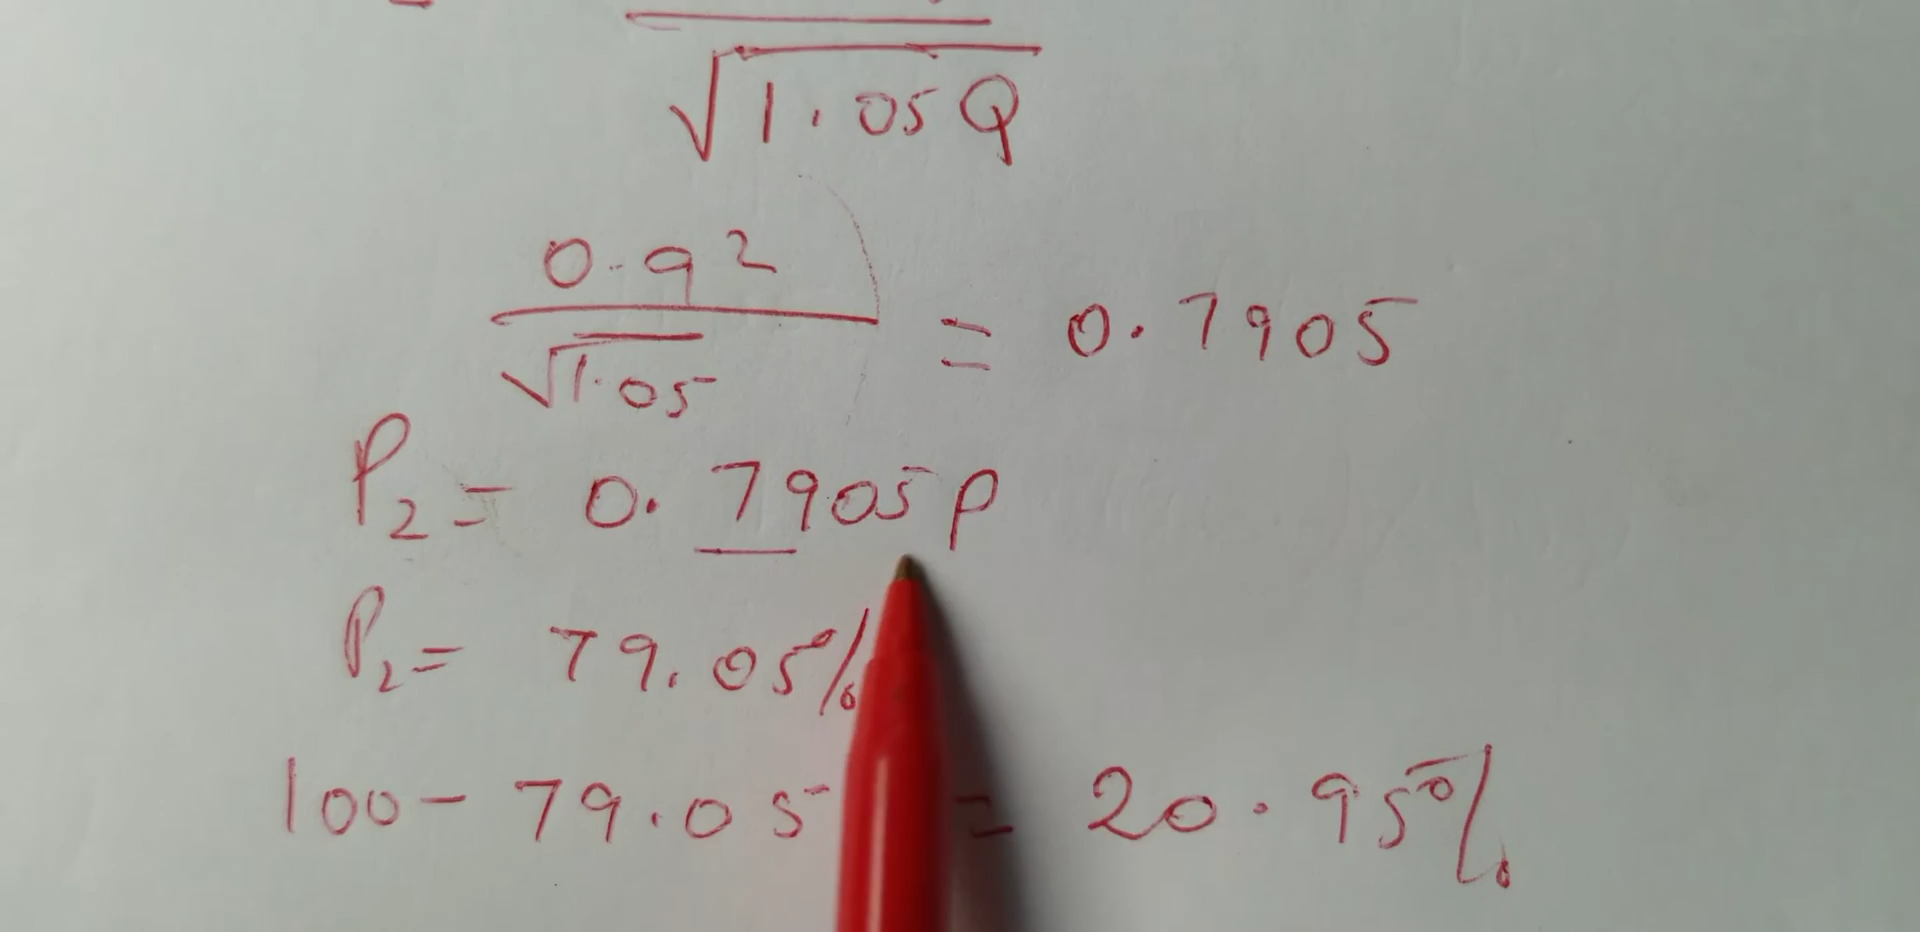 √1.05Q
0.9²
√1.05
= 0.7905
P₂ = 0.7905P
P₂ = 79.05%
100 - 79.05 = 20.95%